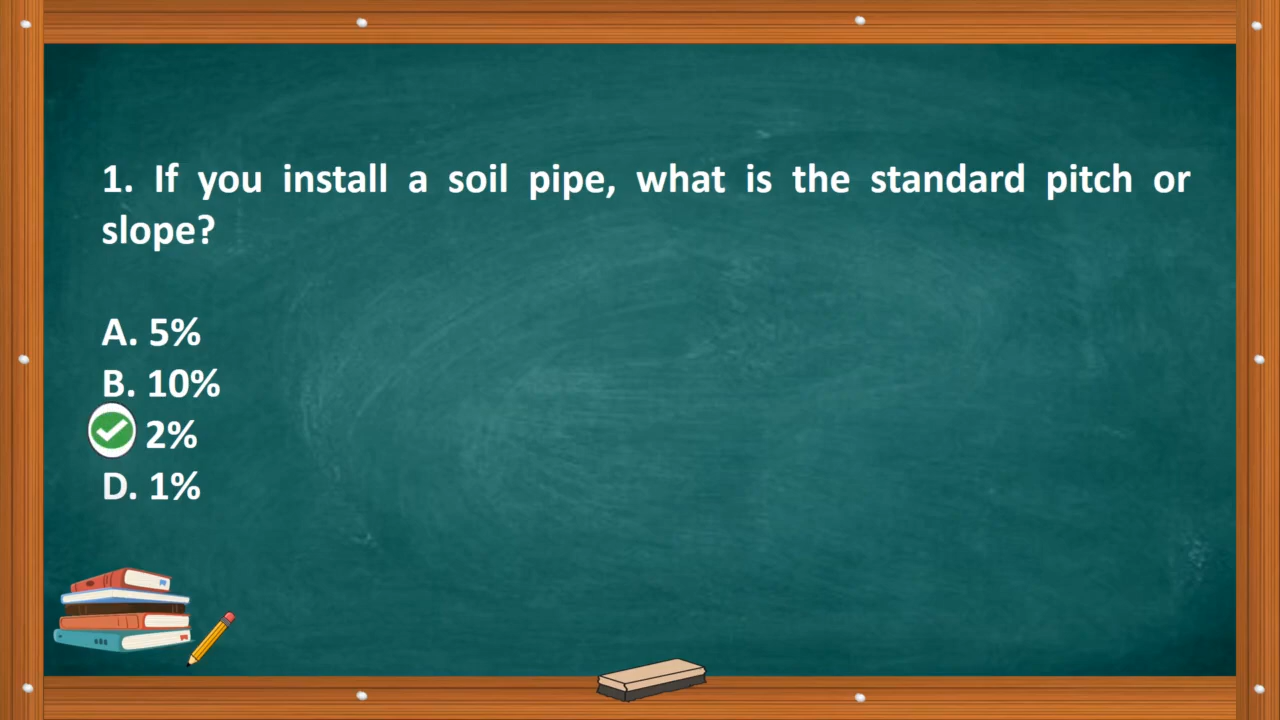 1. If you install a soil pipe, what is the standard pitch or
slope?
A. 5%
B. 10%
2%
D. 1%